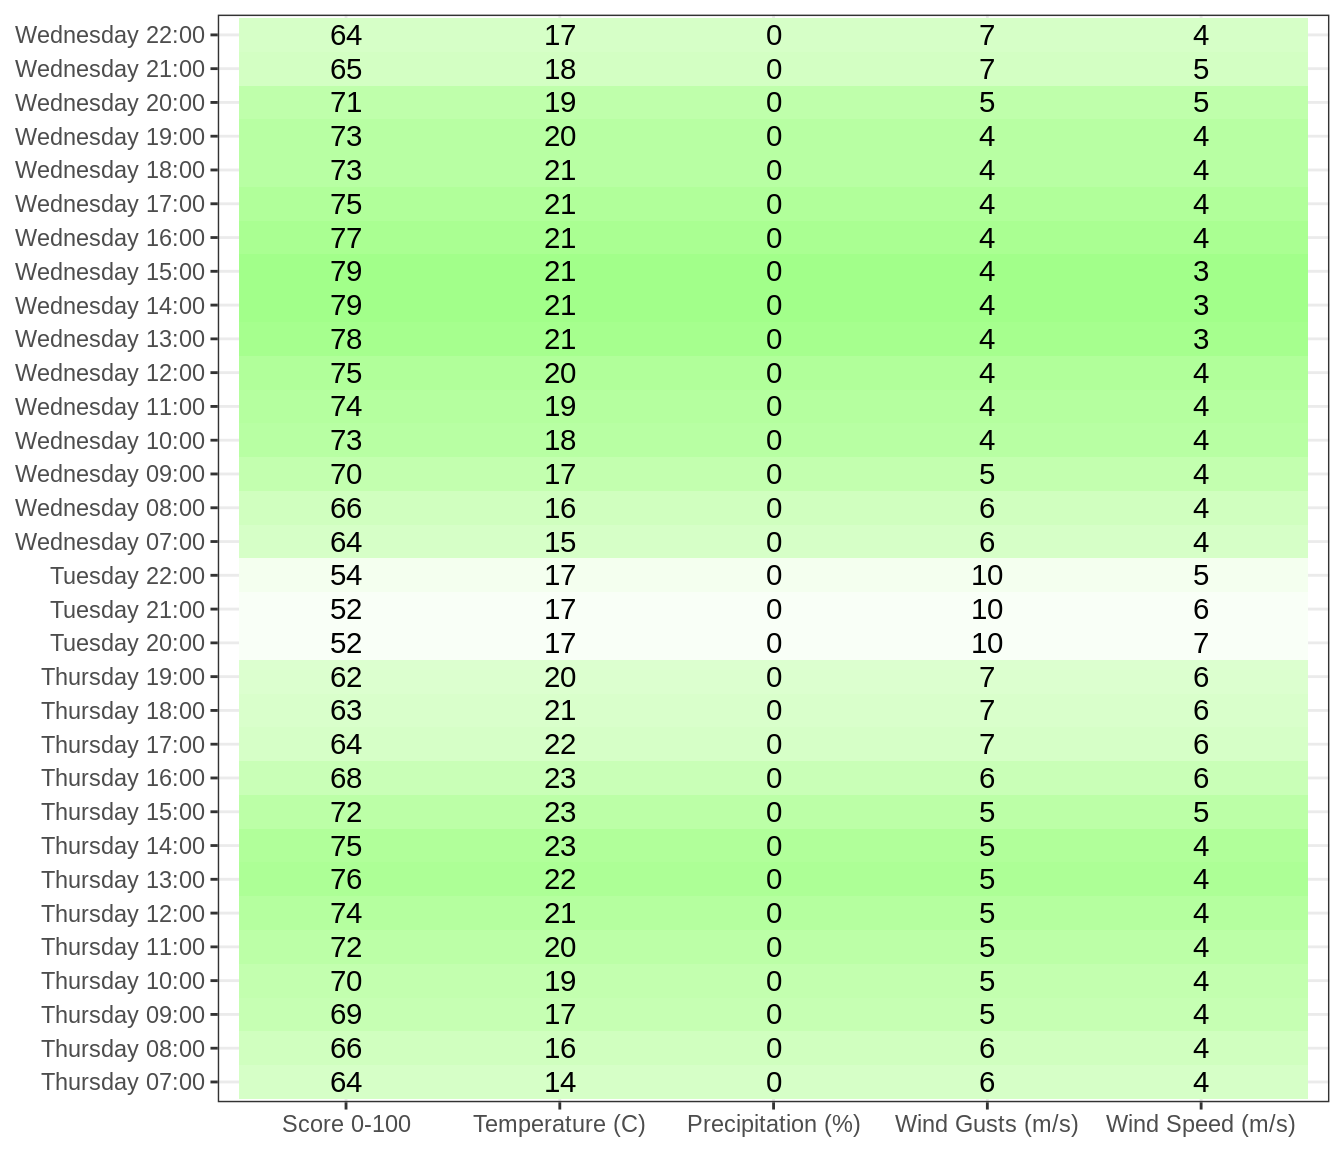 Wednesday 22:00 64 17 0 7 4
Wednesday 21:00 65 18 0 7 5
Wednesday 20:00 71 19 0 5 5
Wednesday 19:00 73 20 0 4 4
Wednesday 18:00 73 21 0 4 4
Wednesday 17:00 75 21 0 4 4
Wednesday 16:00 77 21 0 4 4
Wednesday 15:00 79 21 0 4 3
Wednesday 14:00 79 21 0 4 3
Wednesday 13:00 78 21 0 4 3
Wednesday 12:00 75 20 0 4 4
Wednesday 11:00 74 19 0 4 4
Wednesday 10:00 73 18 0 4 4
Wednesday 09:00 70 17 0 5 4
Wednesday 08:00 66 16 0 6 4
Wednesday 07:00 64 15 0 6 4
Tuesday 22:00 54 17 0 10 5
Tuesday 21:00 52 17 0 10 6
Tuesday 20:00 52 17 0 10 7
Thursday 19:00 62 20 0 7 6
Thursday 18:00 63 21 0 7 6
Thursday 17:00 64 22 0 7 6
Thursday 16:00 68 23 0 6 6
Thursday 15:00 72 23 0 5 5
Thursday 14:00 75 23 0 5 4
Thursday 13:00 76 22 0 5 4
Thursday 12:00 74 21 0 5 4
Thursday 11:00 72 20 0 5 4
Thursday 10:00 70 19 0 5 4
Thursday 09:00 69 17 0 5 4
Thursday 08:00 66 16 0 6 4
Thursday 07:00 64 14 0 6 4
Score 0-100 Temperature (C) Precipitation (%) Wind Gusts (m/s) Wind Speed (m/s)